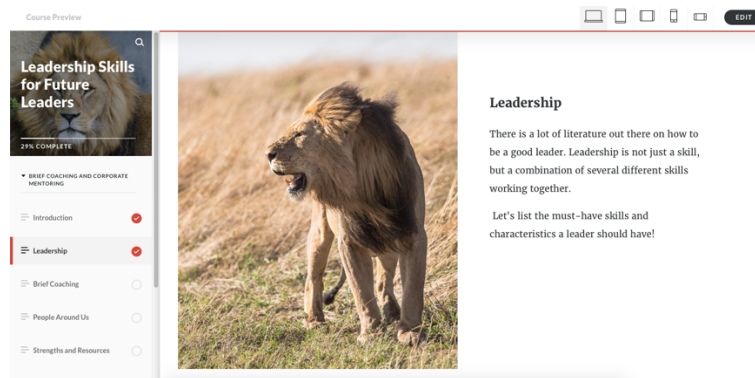 Course Preview
EDIT
Leadership Skills
for Future
Leaders
29% COMPLETE
BRIEF COACHING AND CORPORATE
MENTORING
Introduction
Leadership
Brief Coaching
People Around Us
Strengths and Resources
Leadership
There is a lot of literature out there on how to
be a good leader. Leadership is not just a skill,
but a combination of several different skills
working together.
Let's list the must-have skills and
characteristics a leader should have!